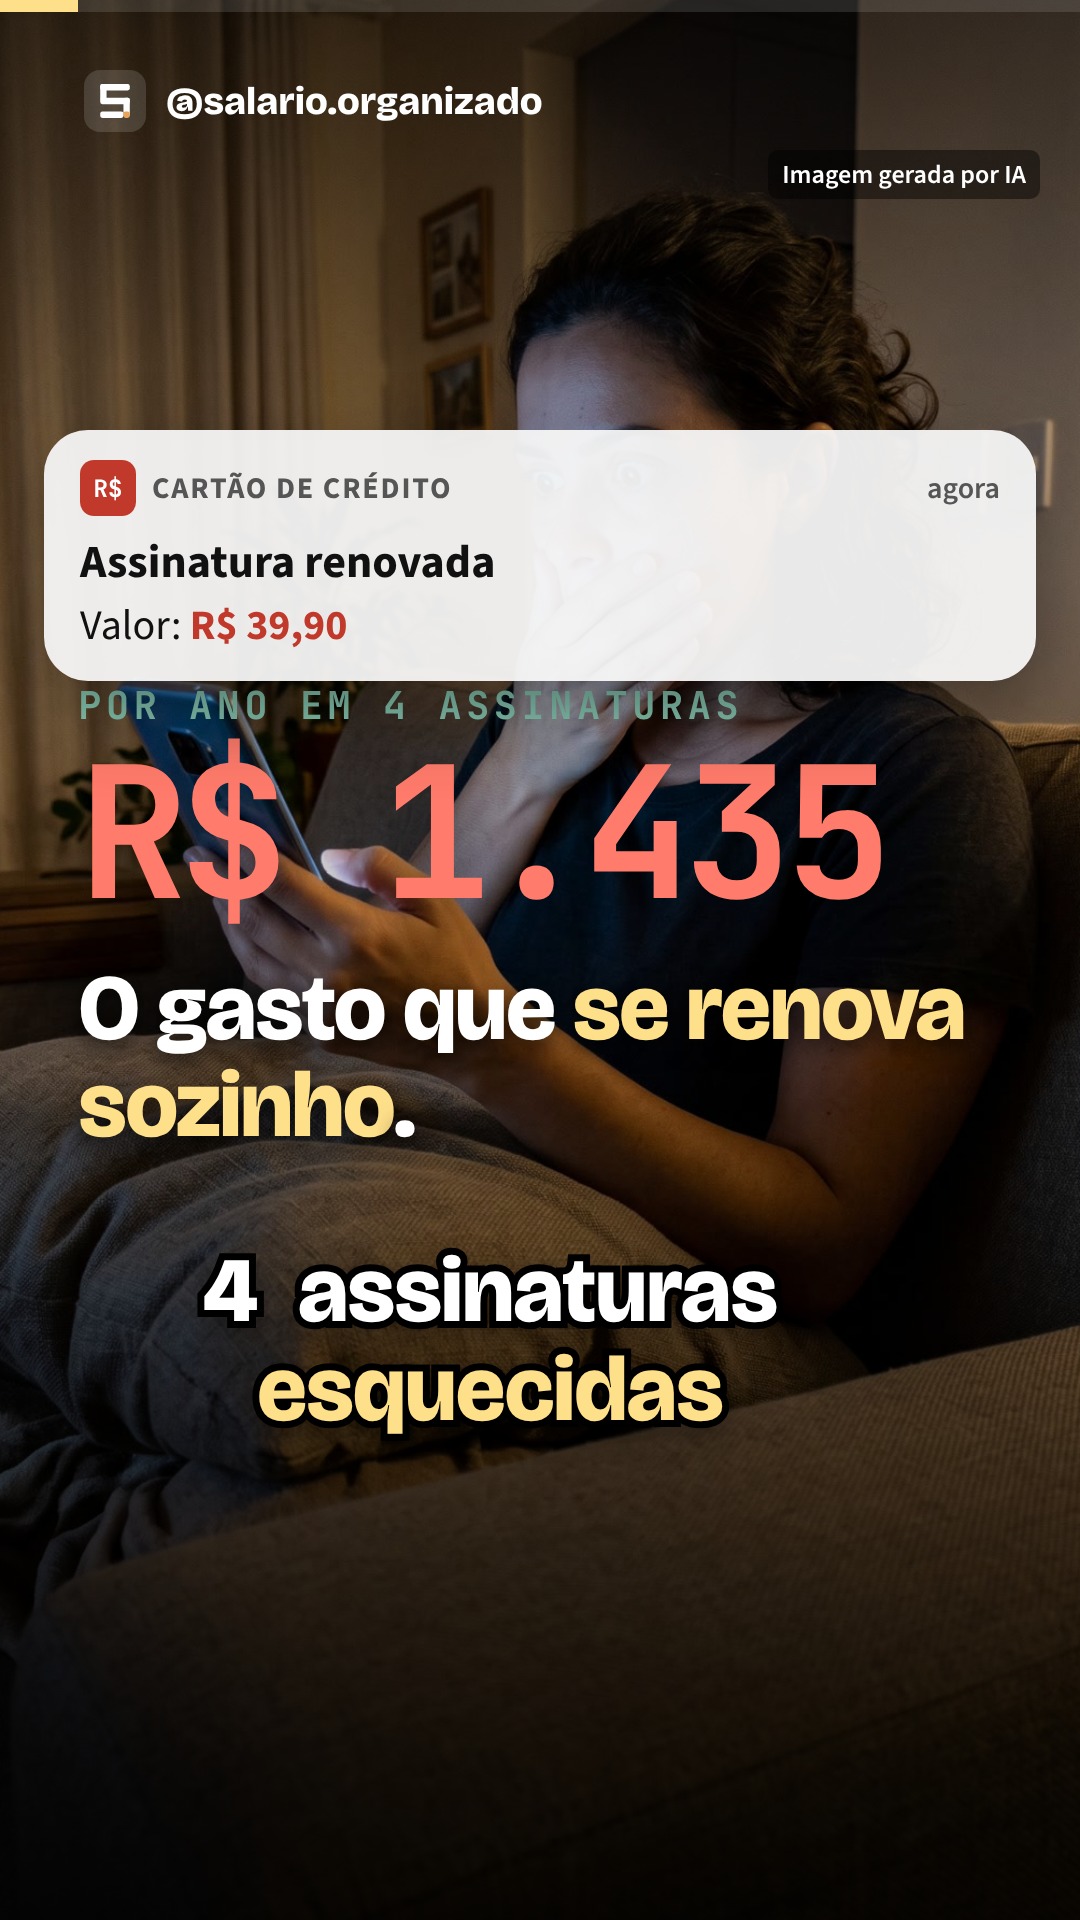 @salario.organizado
Imagem gerada por IA
R$ CARTÃO DE CRÉDITO agora
Assinatura renovada
Valor: R$ 39,90
POR ANO EM 4 ASSINATURAS
R$ 1.435
O gasto que se renova
sozinho.
4 assinaturas
esquecidas